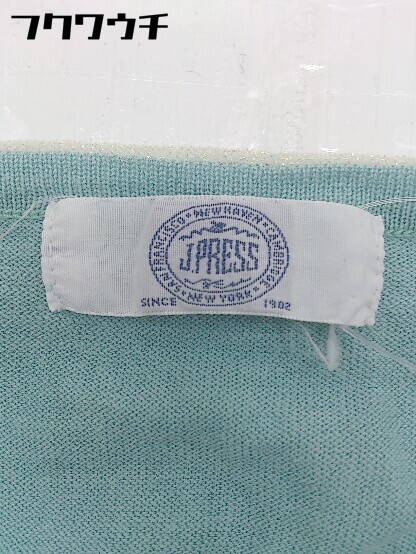 フクワウチ
SAN FRANCISCO • NEW HAVEN • CAMBRIDGE • NEW YORK •
J.PRESS
SINCE 1902